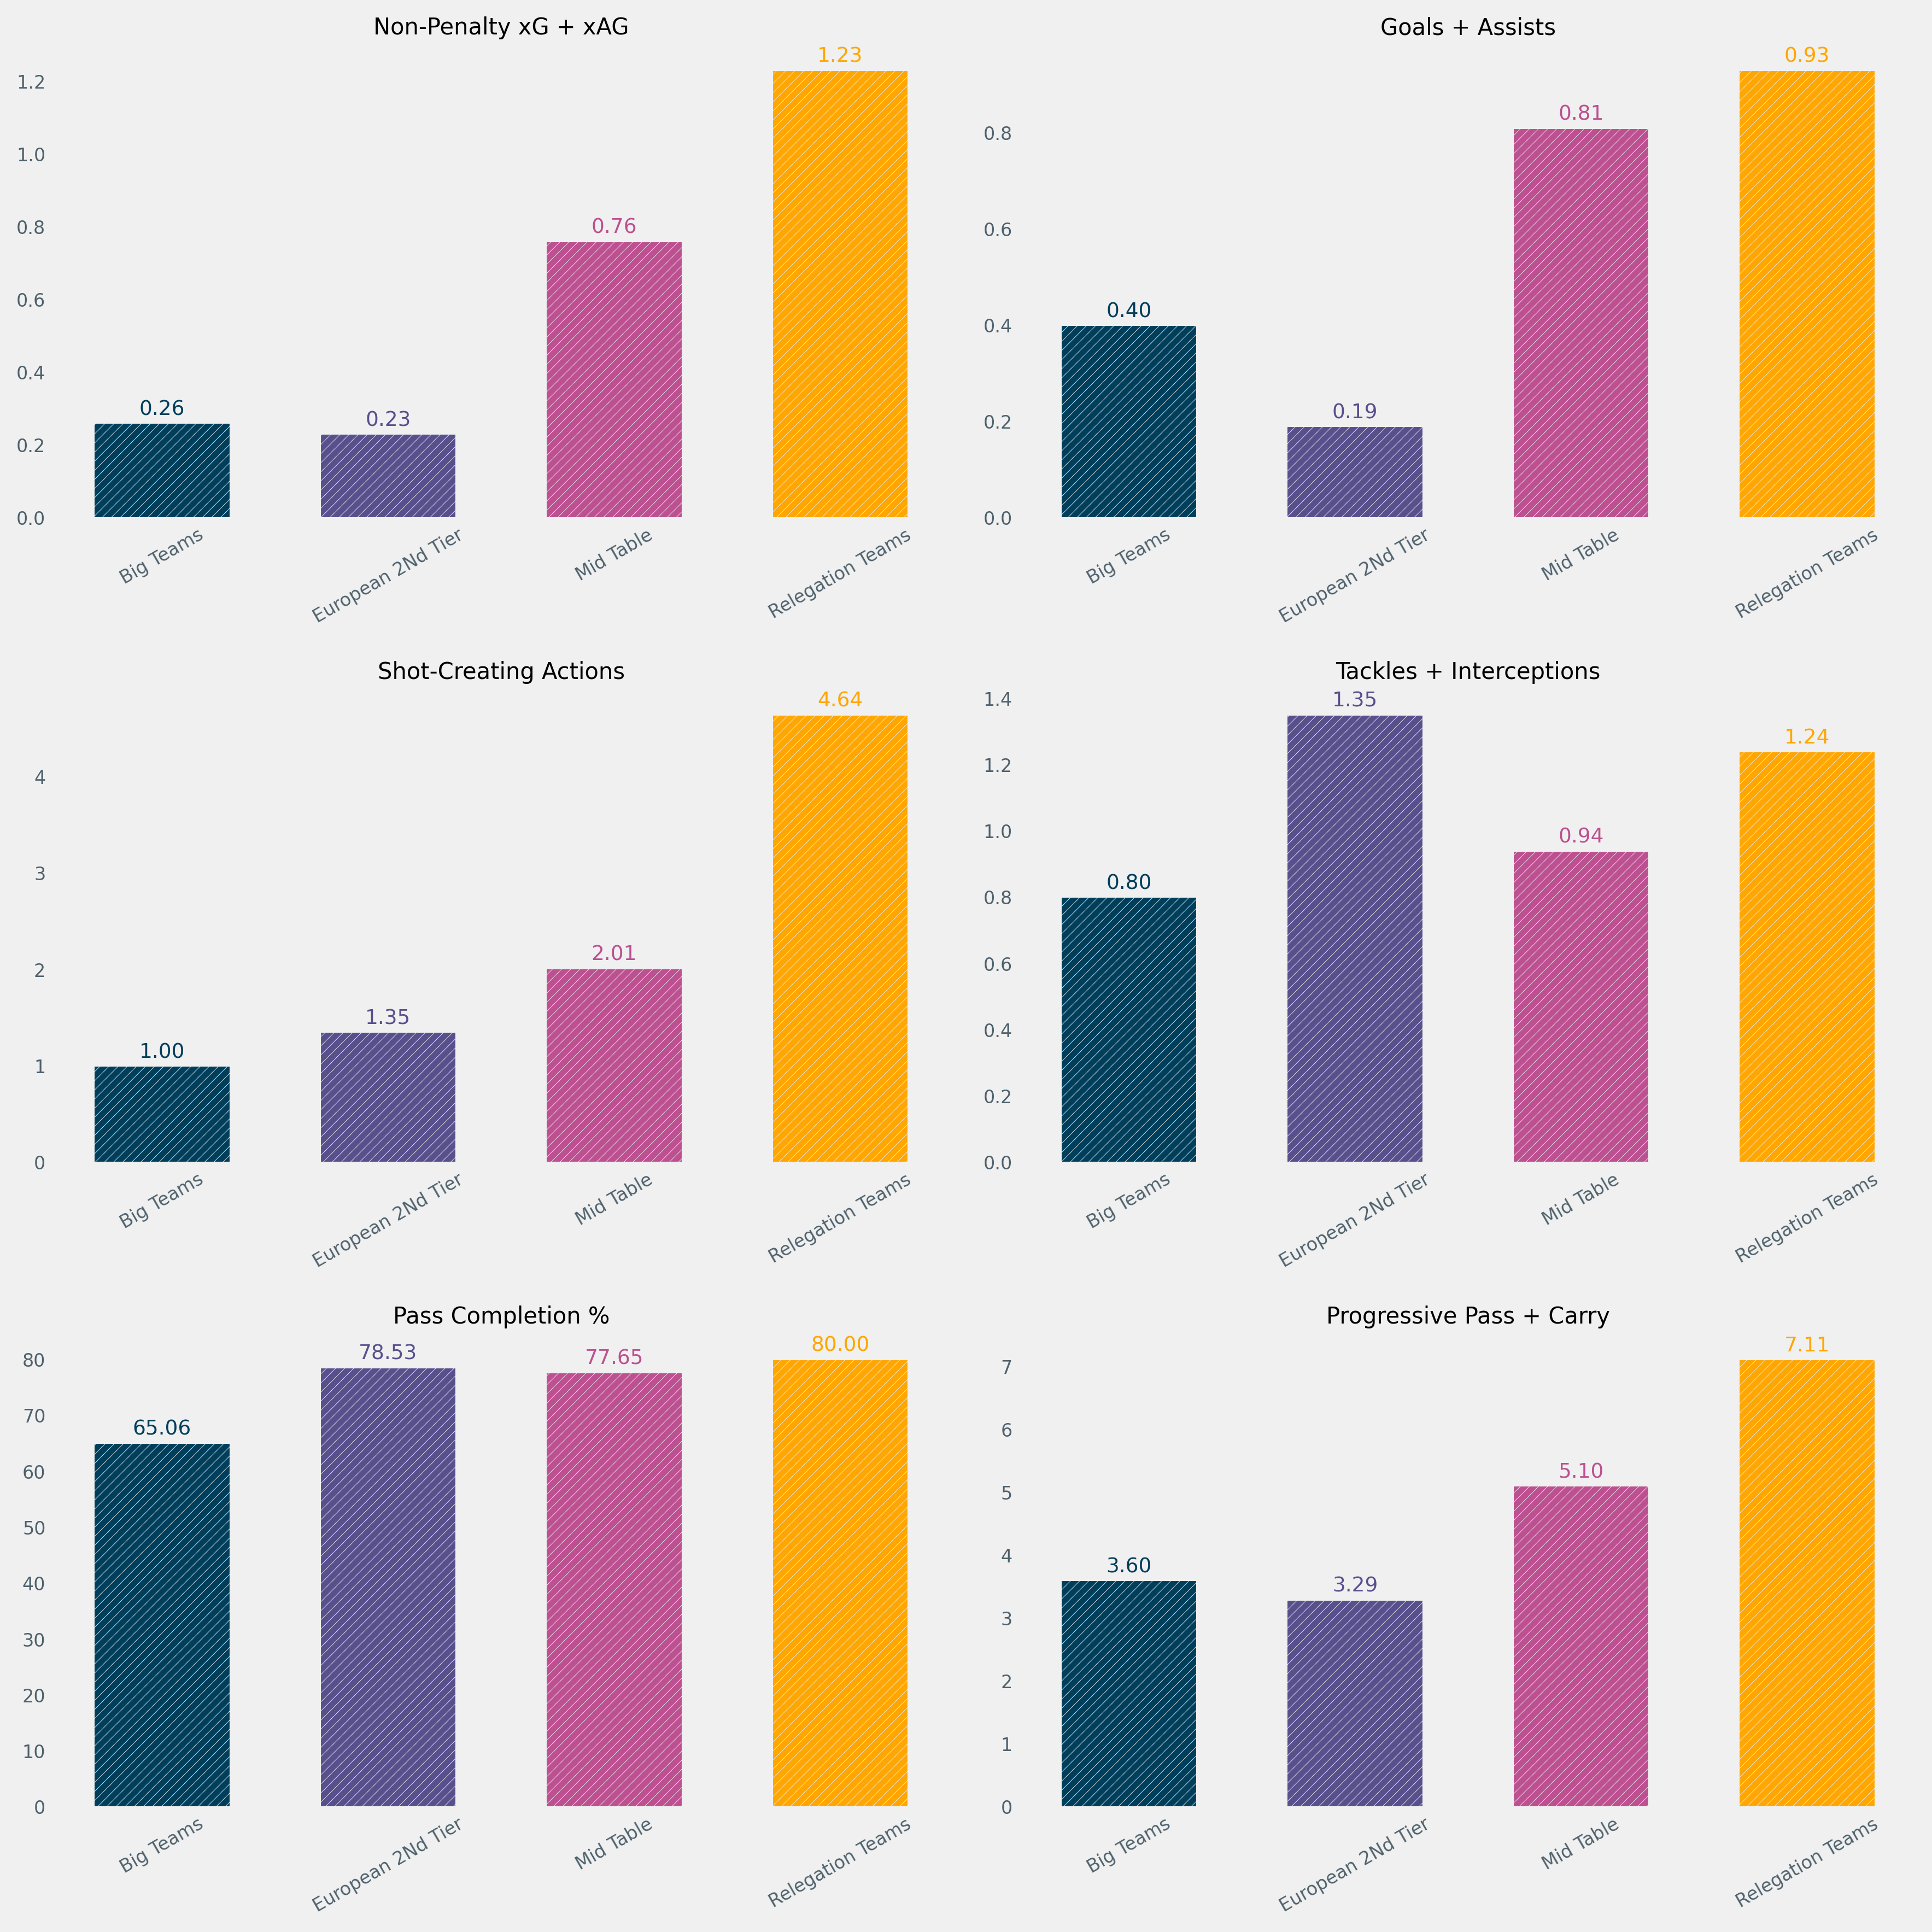 Non-Penalty xG + xAG
1.2
1.0
0.8
0.6
0.4
0.2
0.0
0.26
0.23
0.76
1.23
Big Teams
European 2Nd Tier
Mid Table
Relegation Teams
Goals + Assists
0.8
0.6
0.4
0.2
0.0
0.40
0.19
0.81
0.93
Big Teams
European 2Nd Tier
Mid Table
Relegation Teams
Shot-Creating Actions
4
3
2
1
0
1.00
1.35
2.01
4.64
Big Teams
European 2Nd Tier
Mid Table
Relegation Teams
Tackles + Interceptions
1.4
1.2
1.0
0.8
0.6
0.4
0.2
0.0
0.80
1.35
0.94
1.24
Big Teams
European 2Nd Tier
Mid Table
Relegation Teams
Pass Completion %
80
70
60
50
40
30
20
10
0
65.06
78.53
77.65
80.00
Big Teams
European 2Nd Tier
Mid Table
Relegation Teams
Progressive Pass + Carry
7
6
5
4
3
2
1
0
3.60
3.29
5.10
7.11
Big Teams
European 2Nd Tier
Mid Table
Relegation Teams